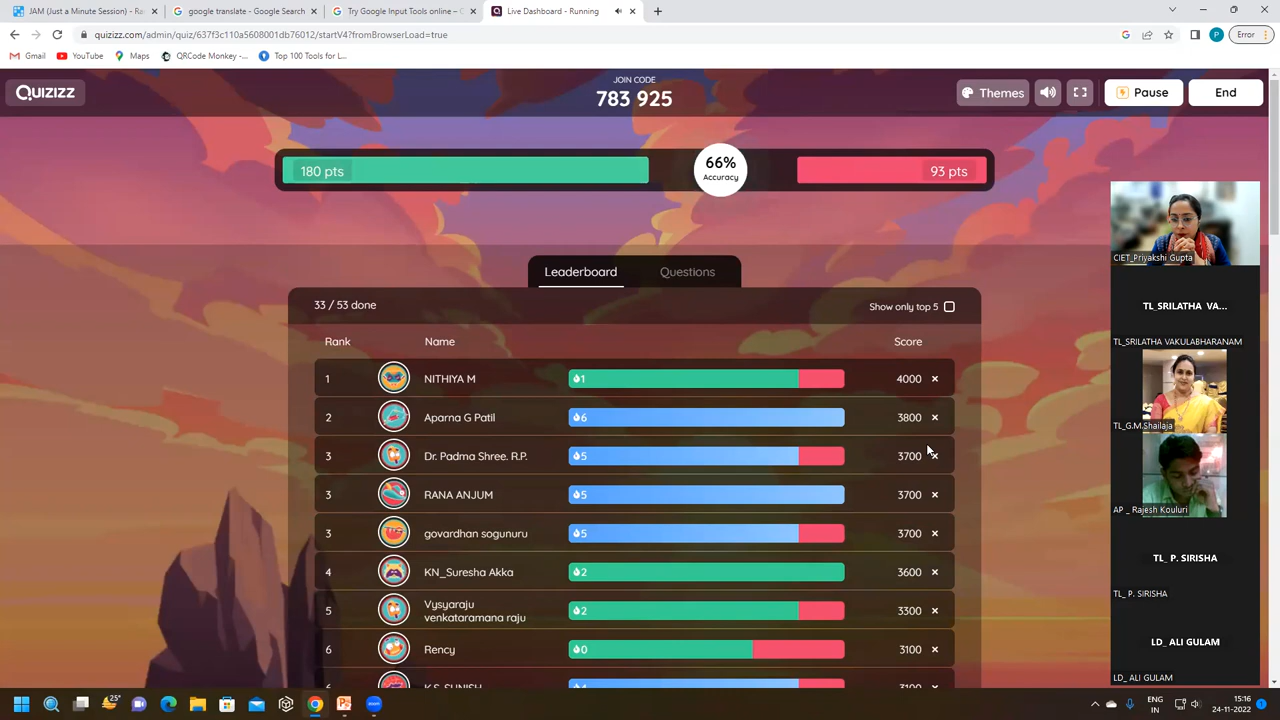 JAM (Just a Minute Session) - Ra
google translate - Google Search
Try Google Input Tools online – G
Live Dashboard - Running
quizizz.com/admin/quiz/637f3c110a5608001db76012/startV4?fromBrowserLoad=true
Error
Gmail
YouTube
Maps
QRCode Monkey -...
Top 100 Tools for L...
QUIZIZZ
JOIN CODE
783 925
Themes
Pause
End
180 pts
66%
Accuracy
93 pts
Leaderboard
Questions
33 / 53 done
Show only top 5
Rank Name Score
1 NITHIYA M 1 4000
2 Aparna G Patil 6 3800
3 Dr. Padma Shree. R.P. 5 3700
3 RANA ANJUM 5 3700
3 govardhan sogunuru 5 3700
4 KN_Suresha Akka 2 3600
5 Vysyaraju
venkataramana raju 2 3300
6 Rency 0 3100
CIET_Priyakshi Gupta
TL_SRILATHA VA...
TL_SRILATHA VAKULABHARANAM
TL_G.M.Shailaja
AP _ Rajesh Kouluri
TL_ P. SIRISHA
TL_ P. SIRISHA
LD_ ALI GULAM
LD_ ALI GULAM
25°
ENG
IN
15:16
24-11-2022